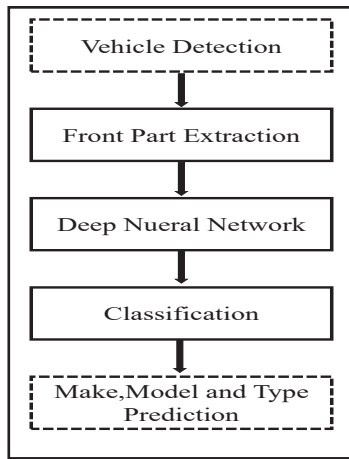 Vehicle Detection
Front Part Extraction
Deep Nueral Network
Classification
Make,Model and Type
Prediction